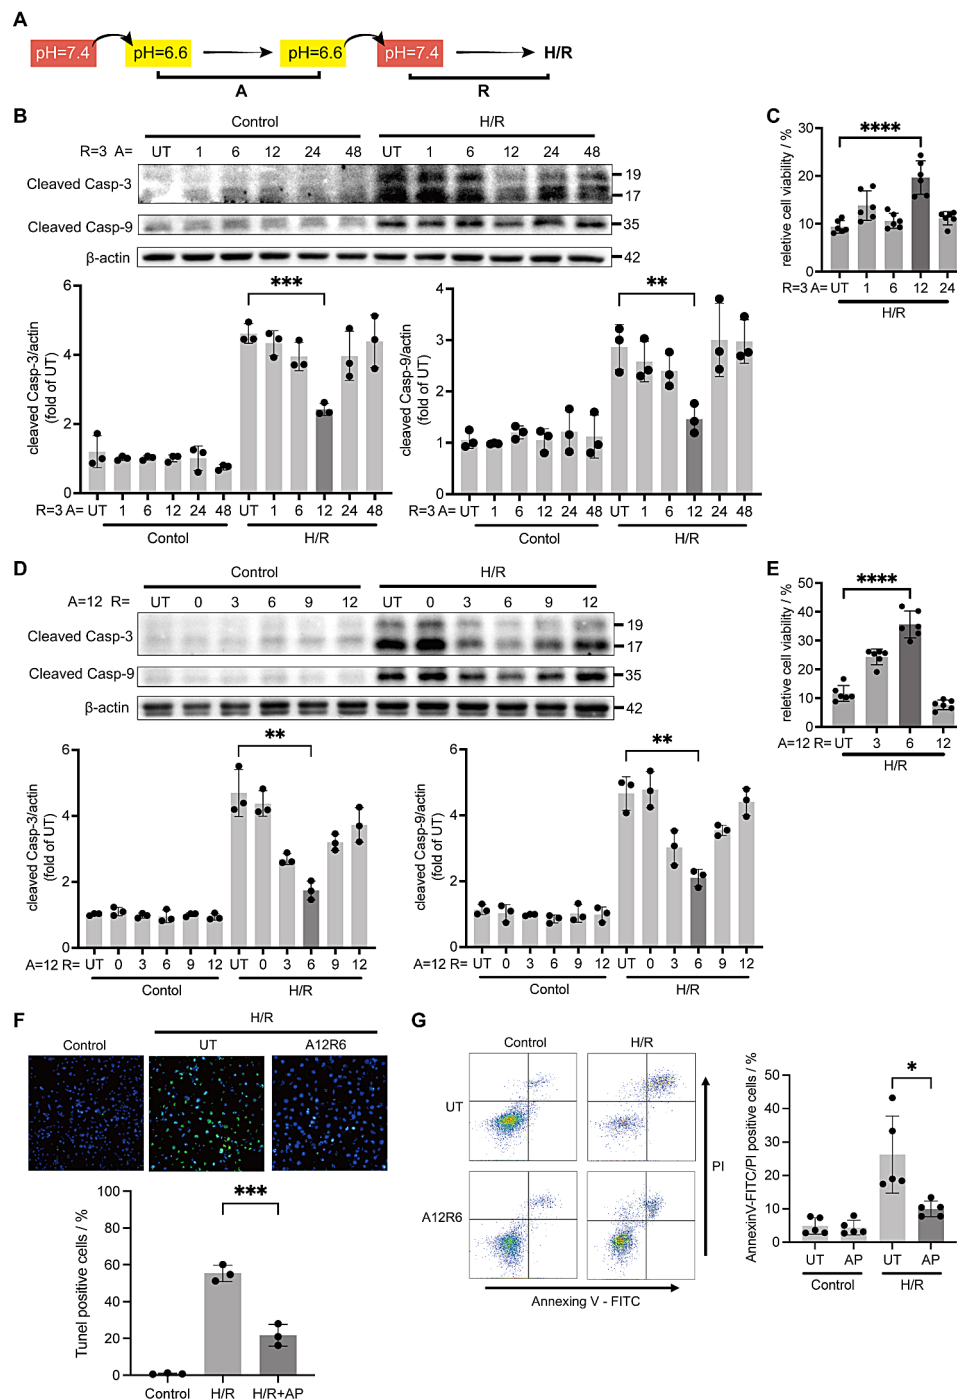 A
pH=7.4 pH=6.6 pH=6.6 pH=7.4 H/R
A R
B
Control H/R
R=3 A= UT 1 6 12 24 48 UT 1 6 12 24 48
Cleaved Casp-3 19
17
Cleaved Casp-9 35
β-actin 42
C
reletive cell viability / %
30
20
10
0
****
R=3 A= UT 1 6 12 24
H/R
cleaved Casp-3/actin
(fold of UT)
6
4
2
0
***
R=3 A= UT 1 6 12 24 48 UT 1 6 12 24 48
Contol H/R
cleaved Casp-9/actin
(fold of UT)
4
3
2
1
0
**
R=3 A= UT 1 6 12 24 48 UT 1 6 12 24 48
Contol H/R
D
Control H/R
A=12 R= UT 0 3 6 9 12 UT 0 3 6 9 12
Cleaved Casp-3 19
17
Cleaved Casp-9 35
β-actin 42
E
reletive cell viability / %
50
40
30
20
10
0
****
A=12 R= UT 3 6 12
H/R
cleaved Casp-3/actin
(fold of UT)
6
4
2
0
**
A=12 R= UT 0 3 6 9 12 UT 0 3 6 9 12
Contol H/R
cleaved Casp-9/actin
(fold of UT)
6
4
2
0
**
A=12 R= UT 0 3 6 9 12 UT 0 3 6 9 12
Contol H/R
F
H/R
Control UT A12R6
Tunel positive cells / %
100
80
60
40
20
0
***
Control H/R H/R+AP
G
Control H/R
UT
A12R6
PI
Annexing V - FITC
AnnexinV-FITC/PI positive cells / %
50
40
30
20
10
0
*
UT AP UT AP
Control H/R